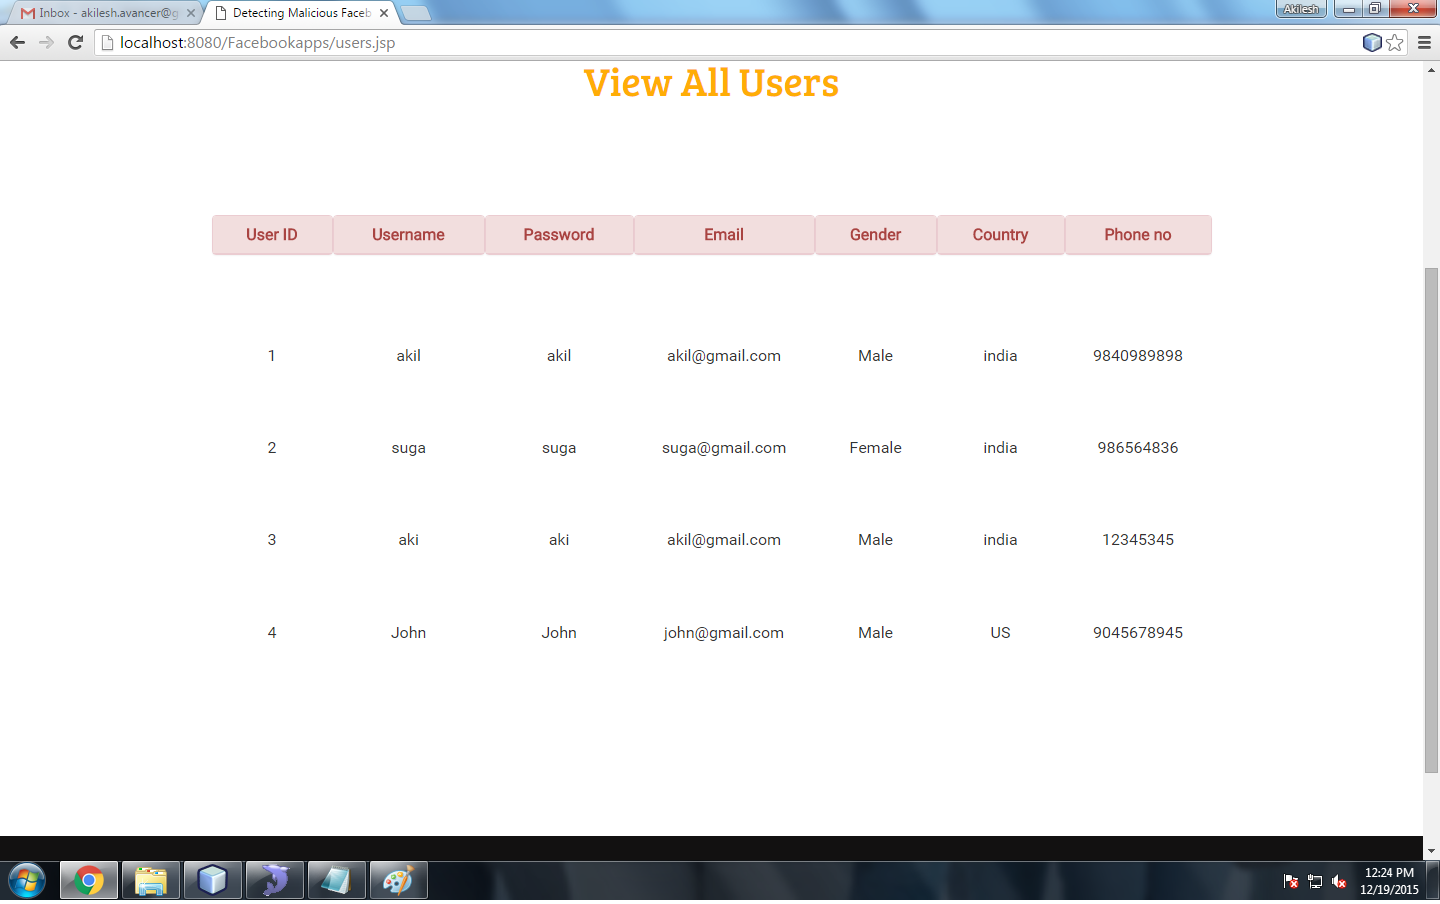 Inbox - akilesh.avancer@g
Detecting Malicious Faceb
Akilesh
localhost:8080/Facebookapps/users.jsp
View All Users
User ID Username Password Email Gender Country Phone no
1 akil akil akil@gmail.com Male india 9840989898
2 suga suga suga@gmail.com Female india 986564836
3 aki aki akil@gmail.com Male india 12345345
4 John John john@gmail.com Male US 9045678945
12:24 PM
12/19/2015